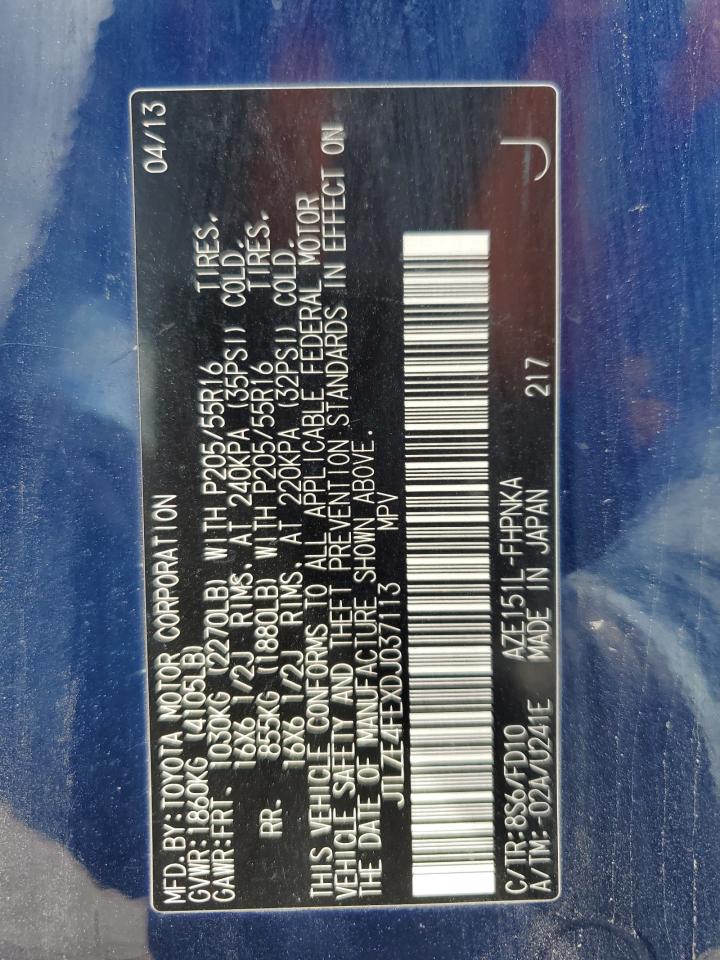 MFD. BY: TOYOTA MOTOR CORPORATION 04/13
GVWR: 1860KG (4105LB)
GAWR: FRT. 1030KG (2270LB) WITH P205/55R16 TIRES.
16X6 1/2J RIMS. AT 240KPA (35PSI) COLD.
RR. 855KG (1880LB) WITH P205/55R16 TIRES.
16X6 1/2J RIMS. AT 220KPA (32PSI) COLD.
THIS VEHICLE CONFORMS TO ALL APPLICABLE FEDERAL MOTOR
VEHICLE SAFETY AND THEFT PREVENTION STANDARDS IN EFFECT ON
THE DATE OF MANUFACTURE SHOWN ABOVE.
JTLZE4FEXDJ037113 MPV
C/TR: 8S6/FD10 AZE151L-FHPNKA J
A/TM: -02A/U241E MADE IN JAPAN 217